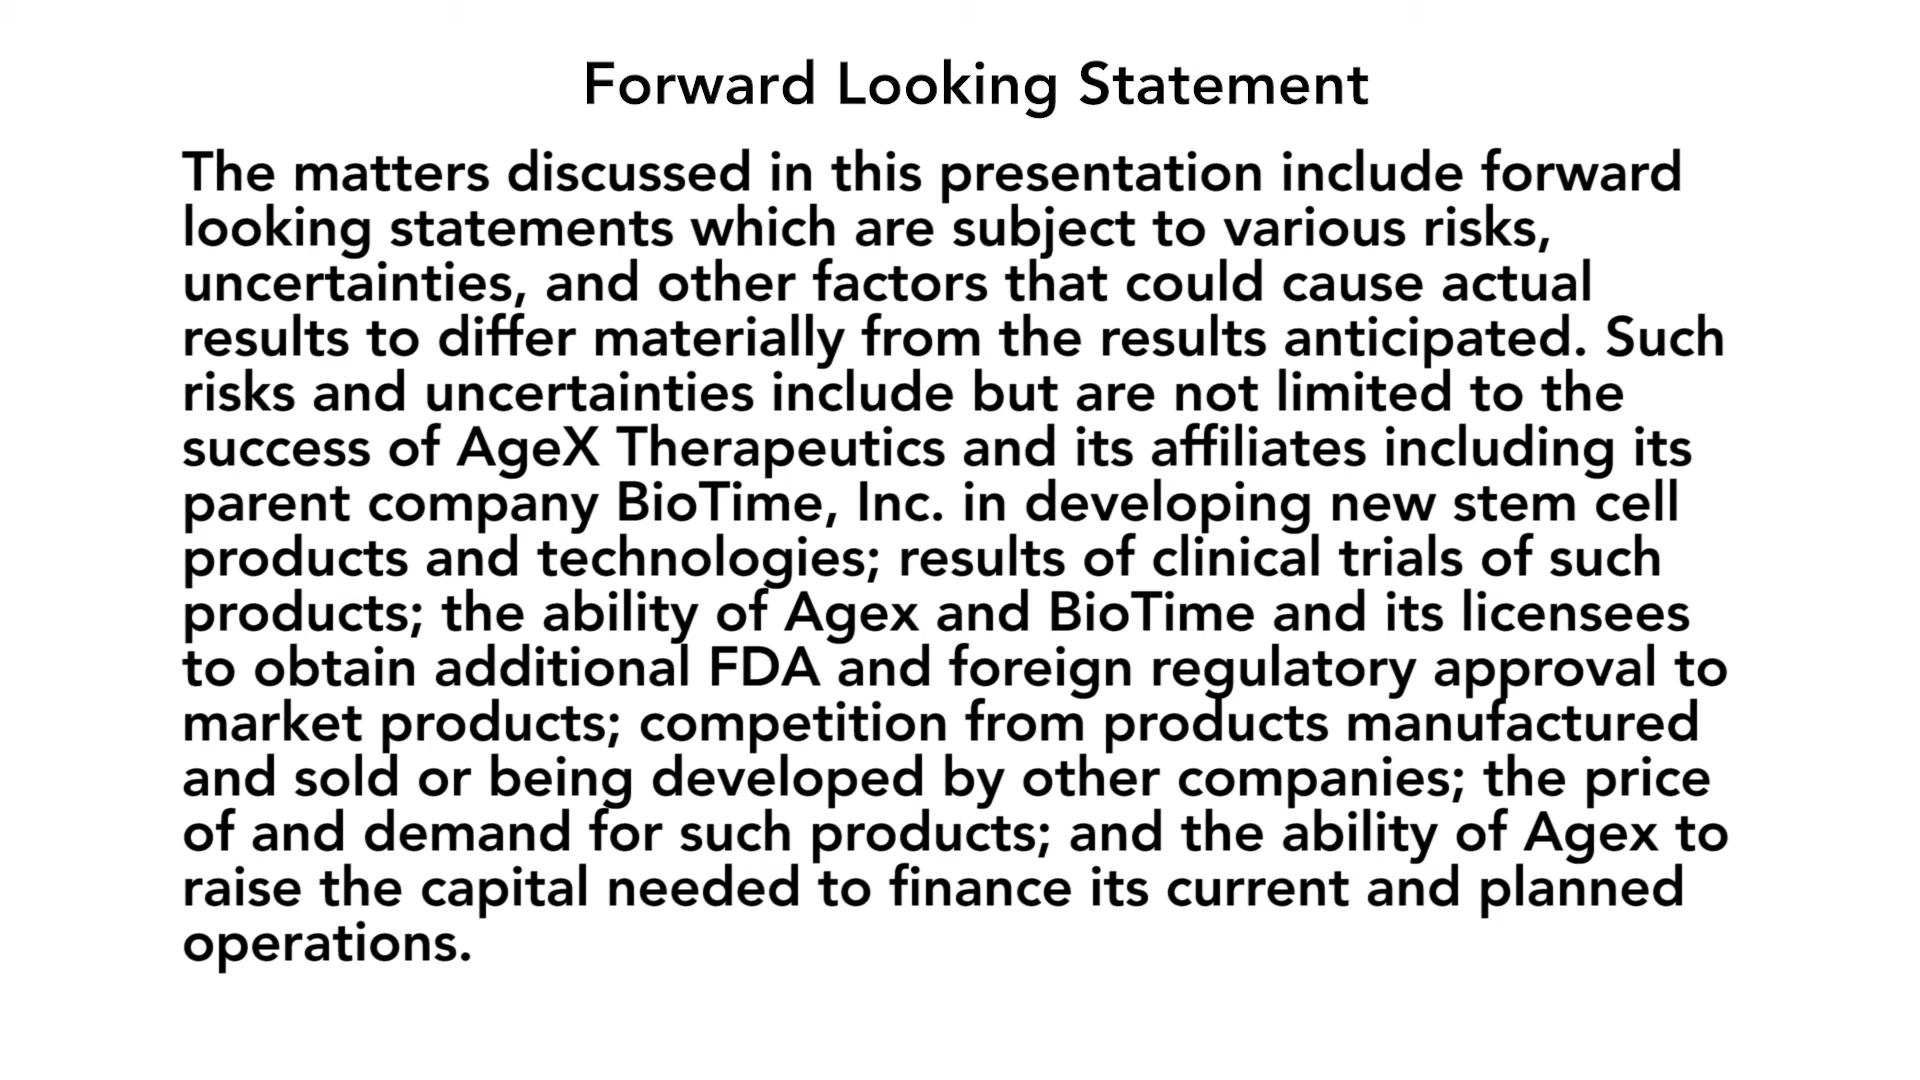 Forward Looking Statement
The matters discussed in this presentation include forward
looking statements which are subject to various risks,
uncertainties, and other factors that could cause actual
results to differ materially from the results anticipated. Such
risks and uncertainties include but are not limited to the
success of AgeX Therapeutics and its affiliates including its
parent company BioTime, Inc. in developing new stem cell
products and technologies; results of clinical trials of such
products; the ability of Agex and BioTime and its licensees
to obtain additional FDA and foreign regulatory approval to
market products; competition from products manufactured
and sold or being developed by other companies; the price
of and demand for such products; and the ability of Agex to
raise the capital needed to finance its current and planned
operations.